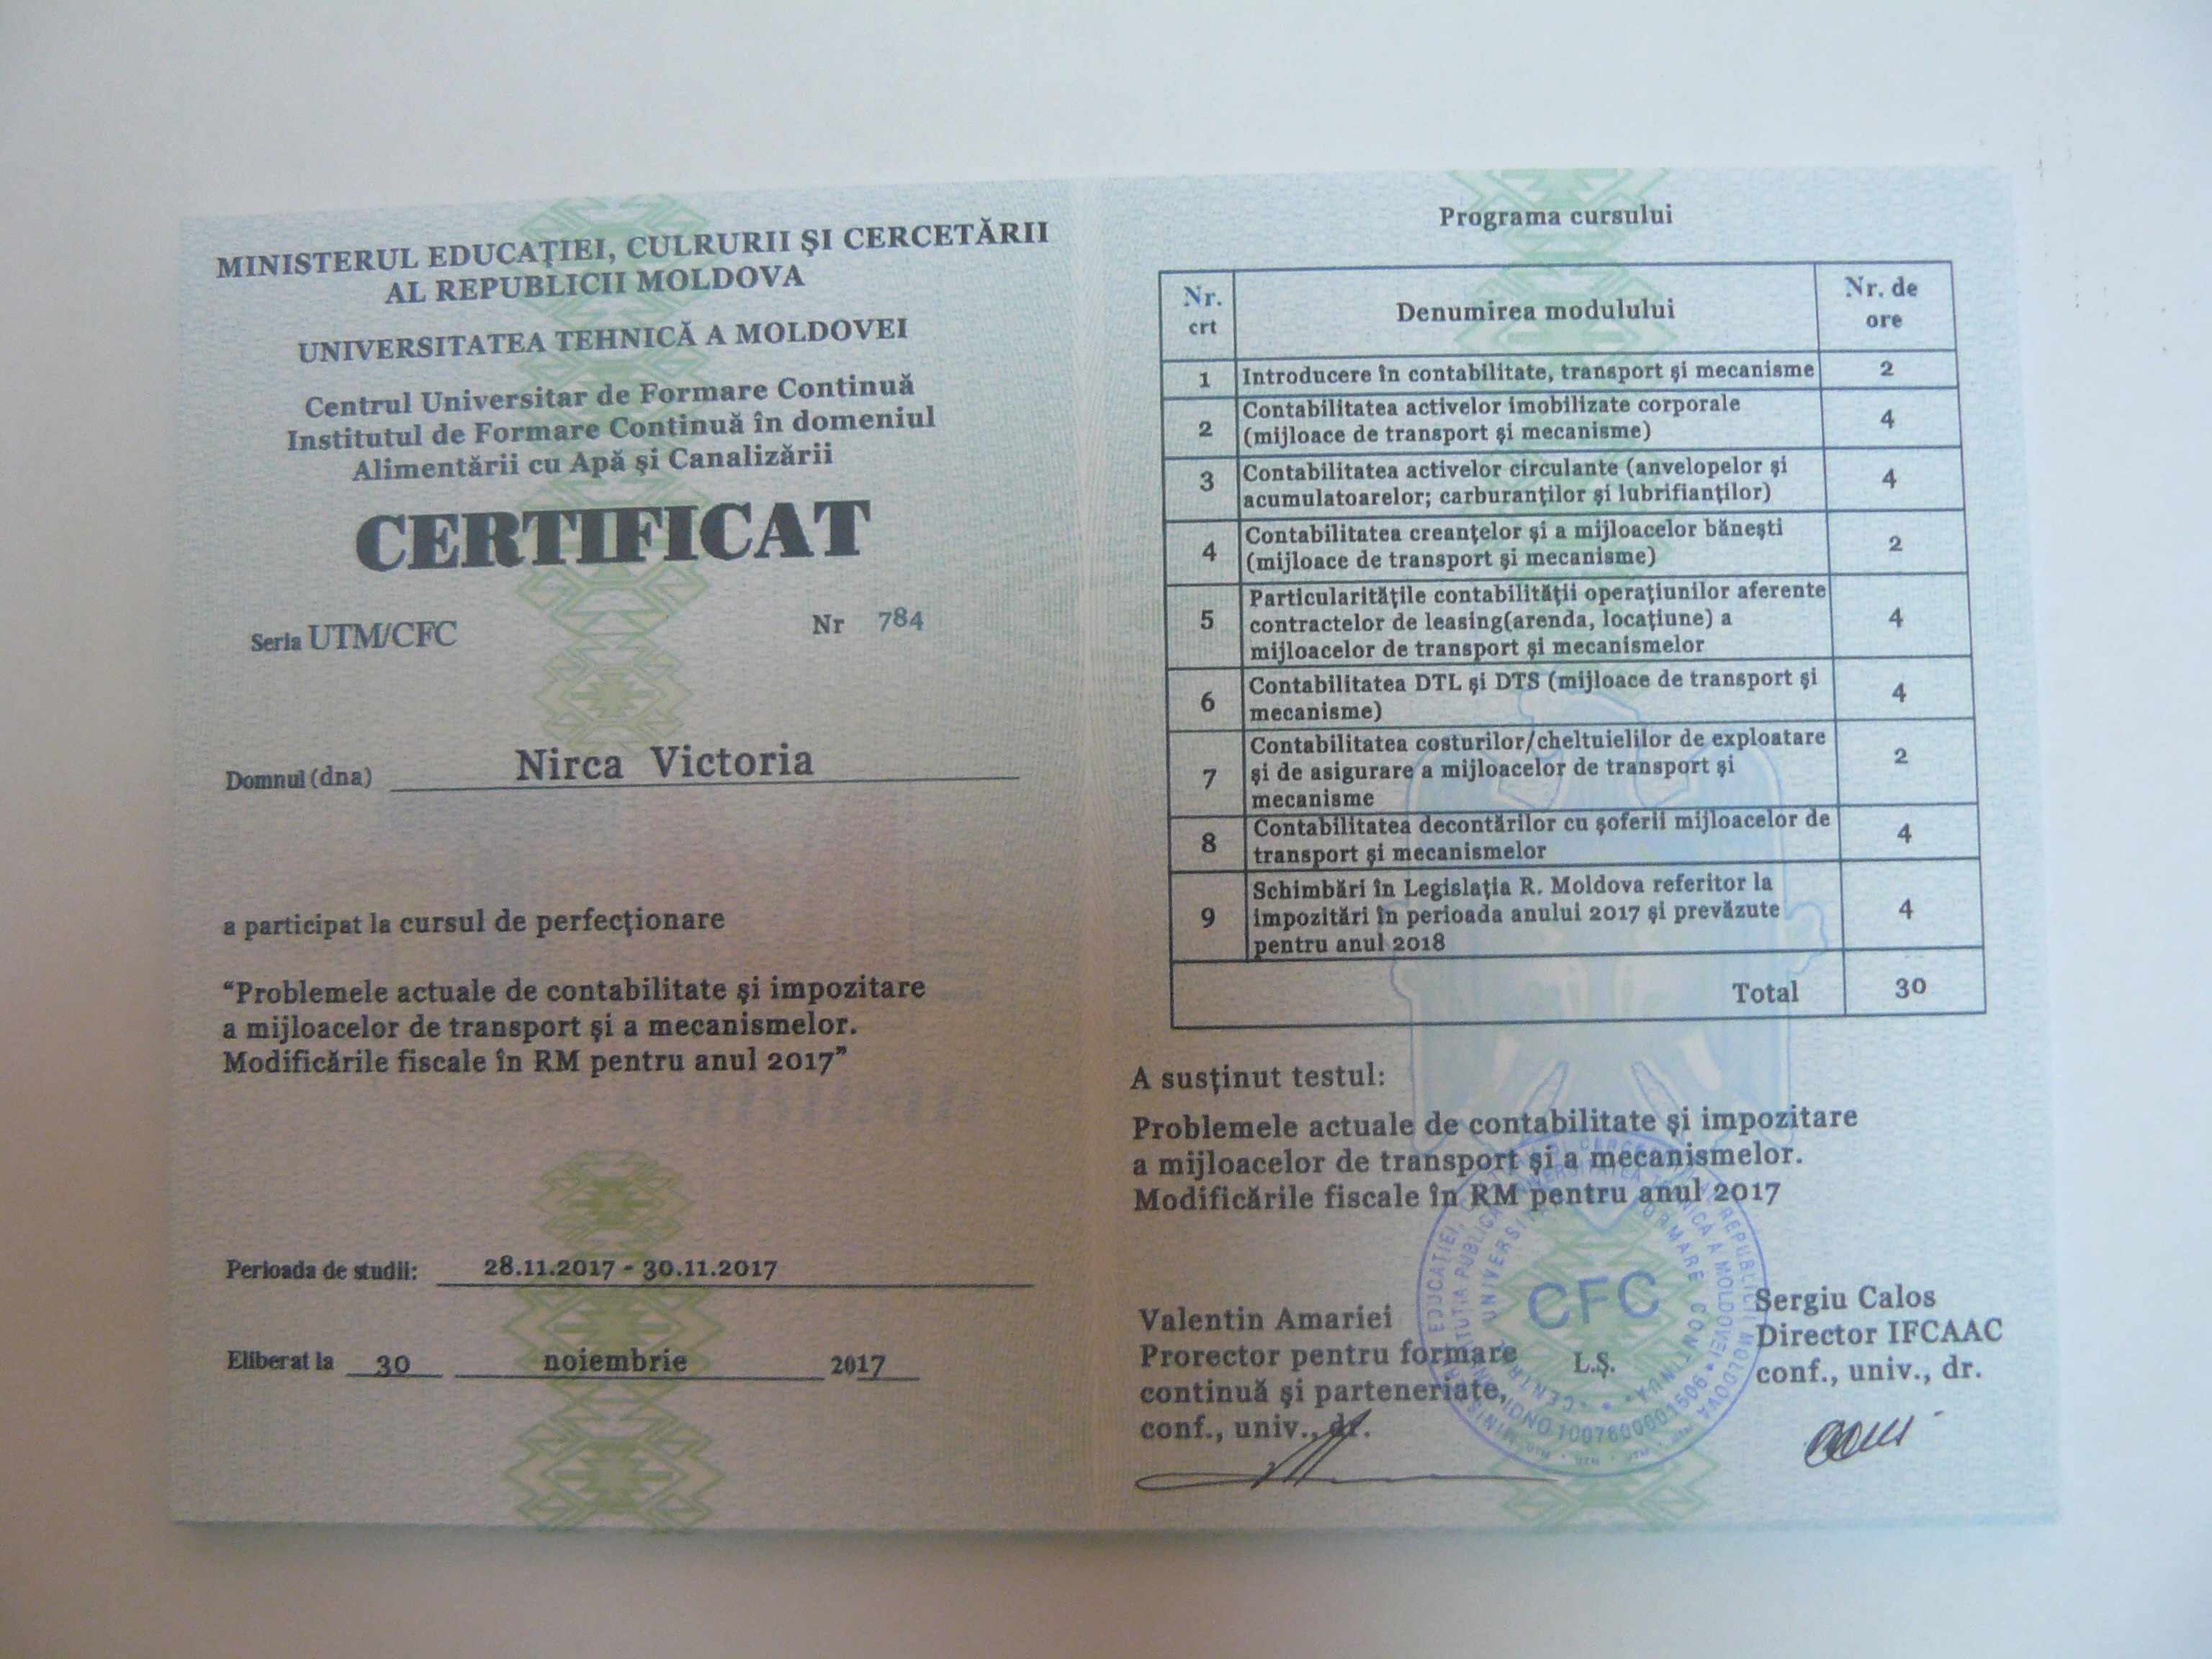 MINISTERUL EDUCAŢIEI, CULRURII ŞI CERCETĂRII
AL REPUBLICII MOLDOVA
UNIVERSITATEA TEHNICĂ A MOLDOVEI
Centrul Universitar de Formare Continuă
Institutul de Formare Continuă în domeniul
Alimentării cu Apă şi Canalizării
CERTIFICAT
Seria UTM/CFC Nr 784
Domnul (dna) Nirca Victoria
a participat la cursul de perfecţionare
“Problemele actuale de contabilitate şi impozitare
a mijloacelor de transport şi a mecanismelor.
Modificările fiscale în RM pentru anul 2017”
Perioada de studii: 28.11.2017 - 30.11.2017
Eliberat la 30 noiembrie 2017
Programa cursului
Nr. crt Denumirea modulului Nr. de ore
1 Introducere în contabilitate, transport şi mecanisme 2
2 Contabilitatea activelor imobilizate corporale
(mijloace de transport şi mecanisme) 4
3 Contabilitatea activelor circulante (anvelopelor şi
acumulatoarelor; carburanţilor şi lubrifianţilor) 4
4 Contabilitatea creanţelor şi a mijloacelor băneşti
(mijloace de transport şi mecanisme) 2
5 Particularităţile contabilităţii operaţiunilor aferente
contractelor de leasing(arenda, locaţiune) a
mijloacelor de transport şi mecanismelor 4
6 Contabilitatea DTL şi DTS (mijloace de transport şi
mecanisme) 4
7 Contabilitatea costurilor/cheltuielilor de exploatare
şi de asigurare a mijloacelor de transport şi
mecanisme 2
8 Contabilitatea decontărilor cu şoferii mijloacelor de
transport şi mecanismelor 4
9 Schimbări în Legislaţia R. Moldova referitor la
impozitări în perioada anului 2017 şi prevăzute
pentru anul 2018 4
Total 30
A susţinut testul:
Problemele actuale de contabilitate şi impozitare
a mijloacelor de transport şi a mecanismelor.
Modificările fiscale în RM pentru anul 2017
Valentin Amariei
Prorector pentru formare
continuă şi parteneriate,
conf., univ., dr.
CFC
L.Ş.
Sergiu Calos
Director IFCAAC
conf., univ., dr.